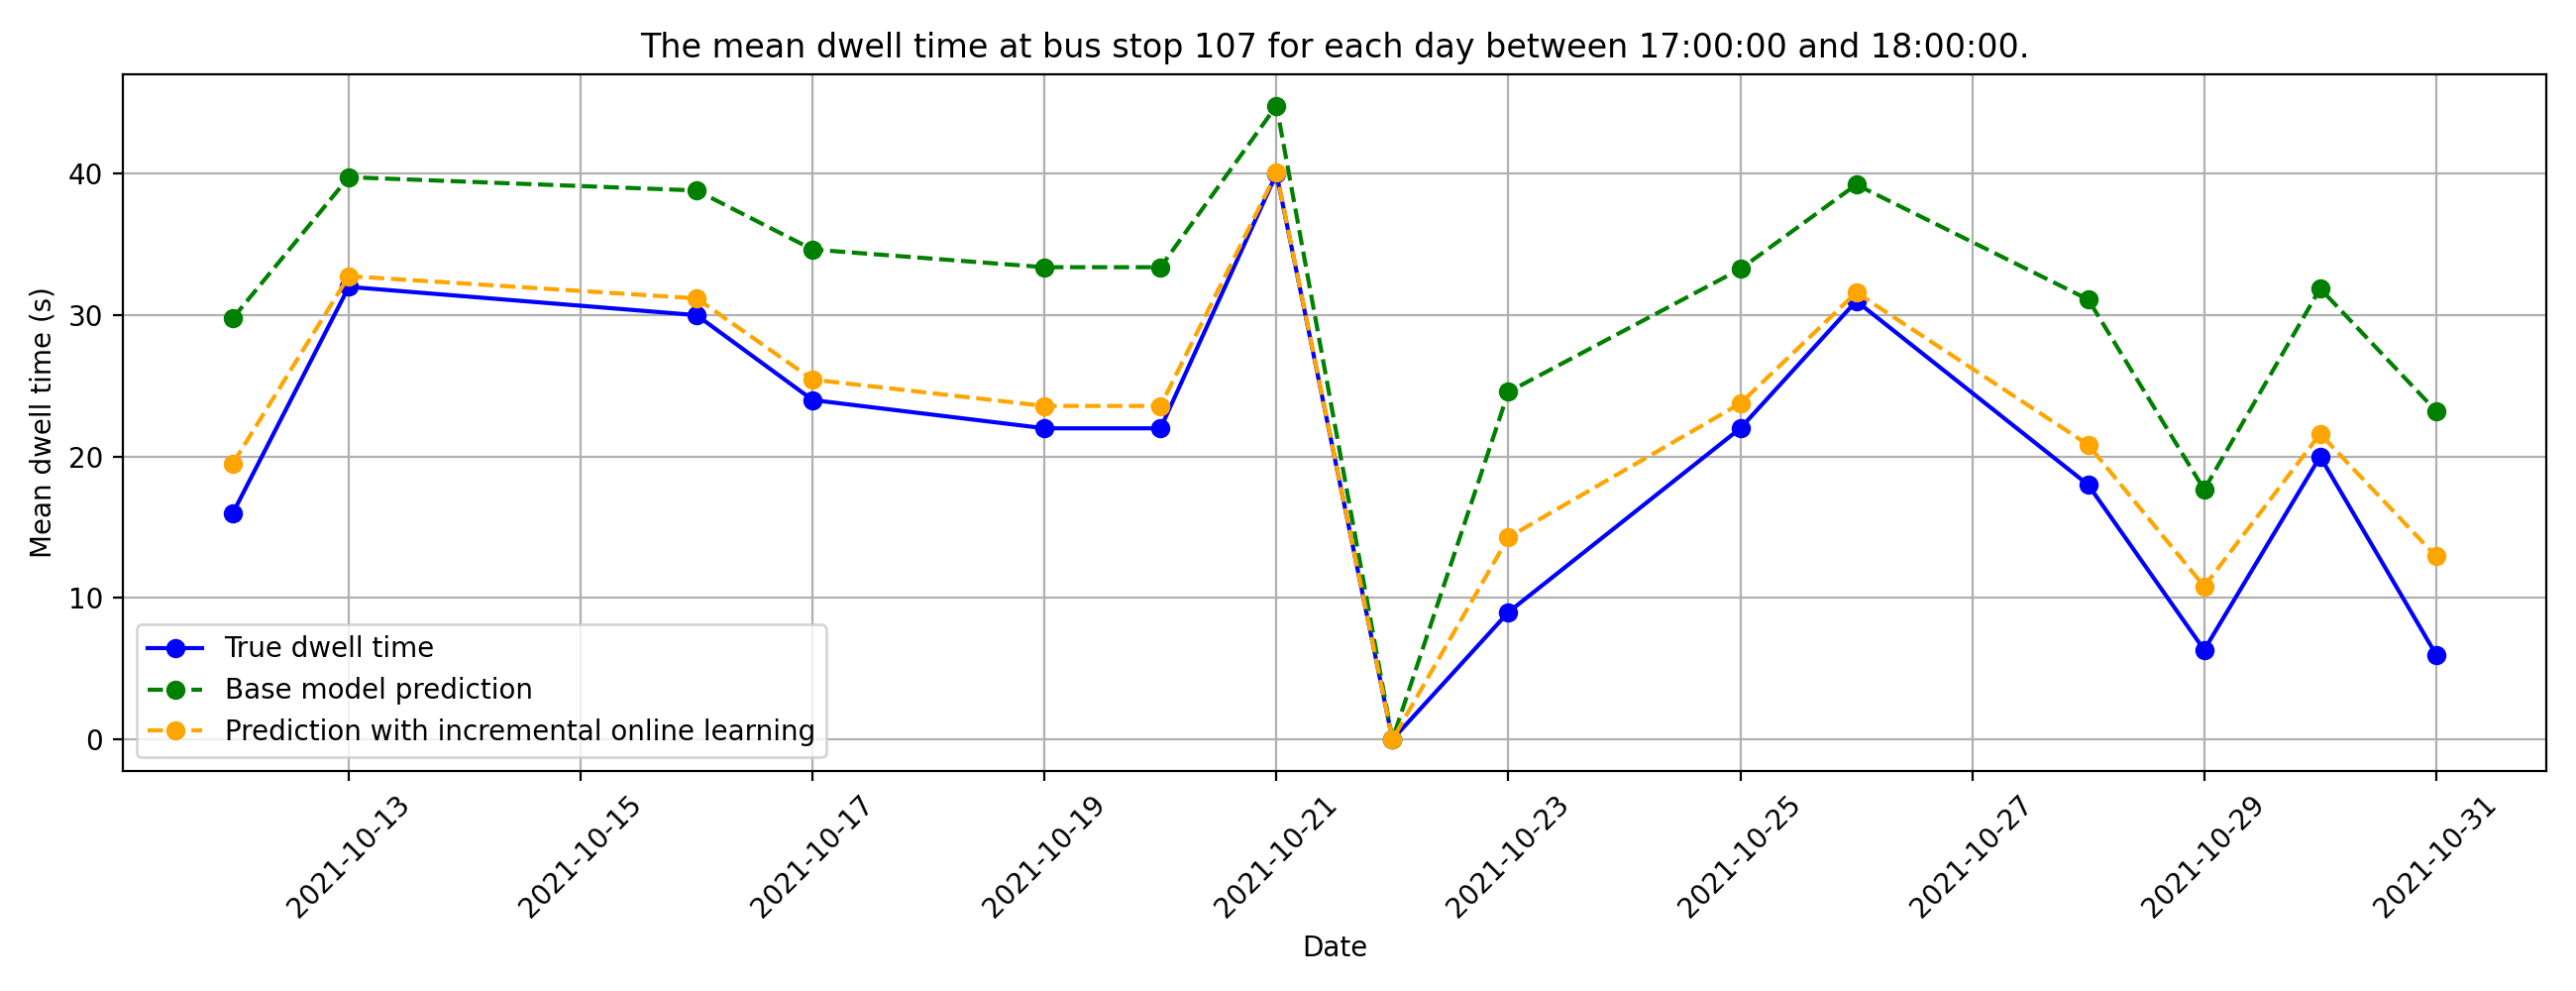 The mean dwell time at bus stop 107 for each day between 17:00:00 and 18:00:00.
Mean dwell time (s)
40
30
20
10
0
True dwell time
Base model prediction
Prediction with incremental online learning
2021-10-13
2021-10-15
2021-10-17
2021-10-19
2021-10-21
2021-10-23
2021-10-25
2021-10-27
2021-10-29
2021-10-31
Date